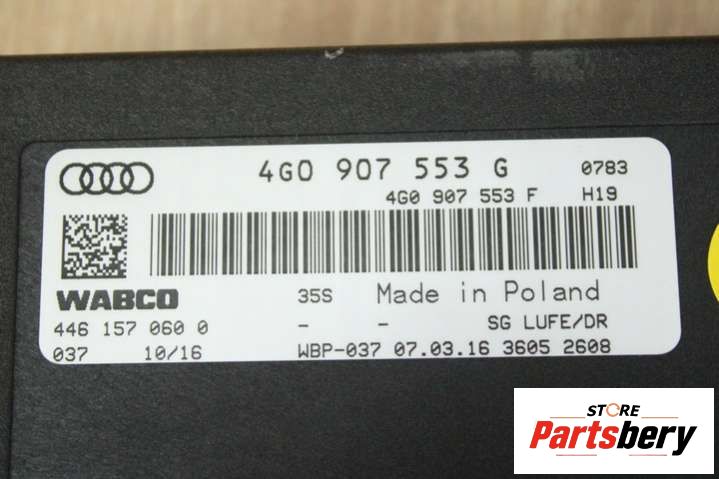 4G0 907 553 G 0783
4G0 907 553 F H19
WABCO 35S Made in Poland
446 157 060 0 - - SG LUFE/DR
037 10/16 WBP-037 07.03.16 3605 2608
STORE
Partsbery